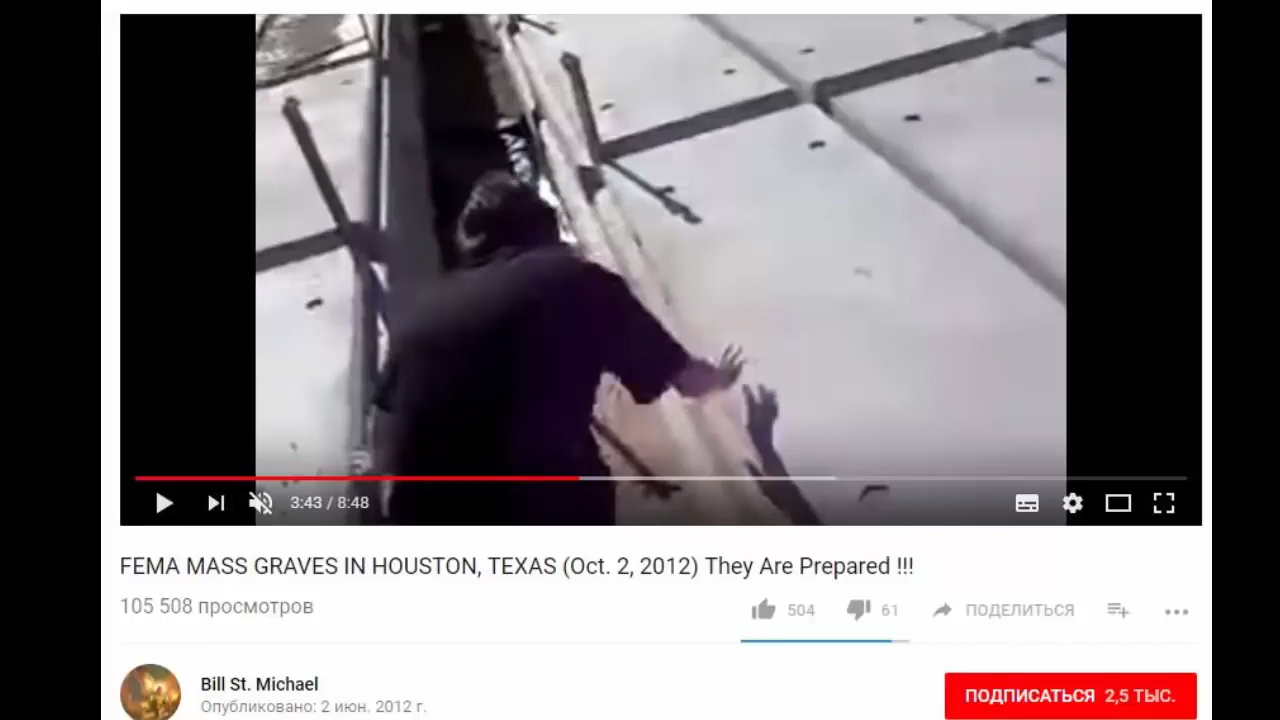 3:43 / 8:48
FEMA MASS GRAVES IN HOUSTON, TEXAS (Oct. 2, 2012) They Are Prepared !!!
105 508 просмотров
504
61
ПОДЕЛИТЬСЯ
Bill St. Michael
Опубликовано: 2 июн. 2012 г.
ПОДПИСАТЬСЯ 2,5 ТЫС.